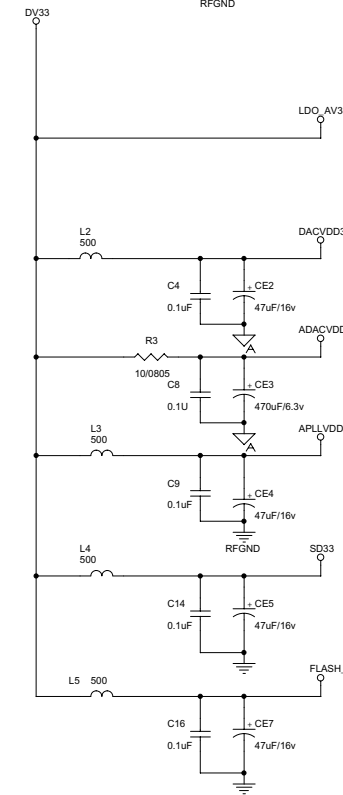 RFGND
DV33
LDO_AV3
L2
500
DACVDD3
C4
0.1uF
+ CE2
47uF/16v
A
R3
10/0805
ADACVDD
C8
0.1U
+ CE3
470uF/6.3v
A
L3
500
APLLVDD
C9
0.1uF
+ CE4
47uF/16v
RFGND
L4
500
SD33
C14
0.1uF
+ CE5
47uF/16v
L5 500
FLASH_
C16
0.1uF
+ CE7
47uF/16v